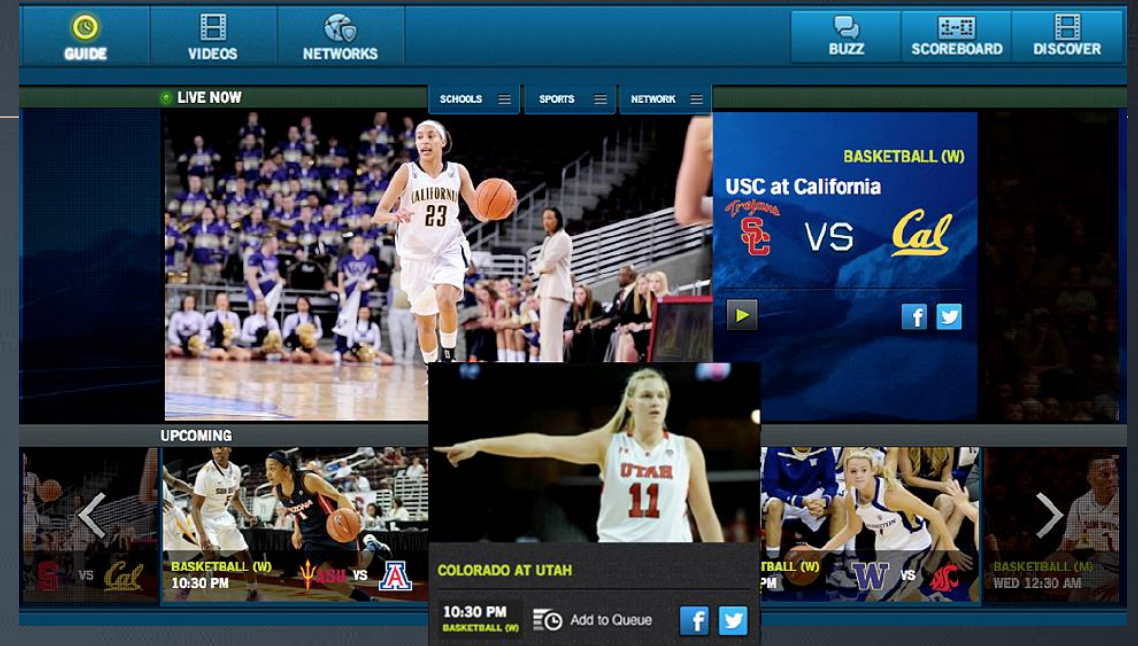 GUIDE
VIDEOS
NETWORKS
BUZZ
SCOREBOARD
DISCOVER
LIVE NOW
SCHOOLS
SPORTS
NETWORK
CALIFORNIA
23
BASKETBALL (W)
USC at California
Trojans
SC
VS
Cal
f
UPCOMING
VS
Cal
BASKETBALL (W)
10:30 PM
ASU VS A
UTAH
11
COLORADO AT UTAH
10:30 PM
BASKETBALL (W)
Add to Queue
f
(W)
PM
W VS
BASKETBALL (M)
WED 12:30 AM